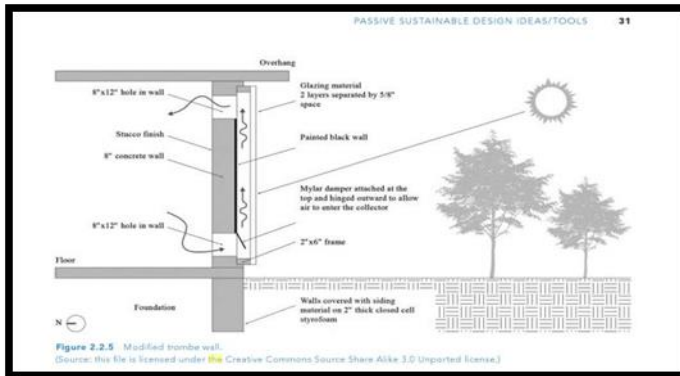 PASSIVE SUSTAINABLE DESIGN IDEAS/TOOLS 31
Overhang
8"x12" hole in wall
Glazing material
2 layers separated by 5/8"
space
Stucco finish
Painted black wall
8" concrete wall
Mylar damper attached at the
top and hinged outward to allow
air to enter the collector
8"x12" hole in wall
2"x6" frame
Floor
Foundation
Walls covered with siding
material on 2" thick closed cell
styrofoam
N
Figure 2.2.5 Modified trombe wall.
(Source: this file is licensed under the Creative Commons Source Share Alike 3.0 Unported license.)